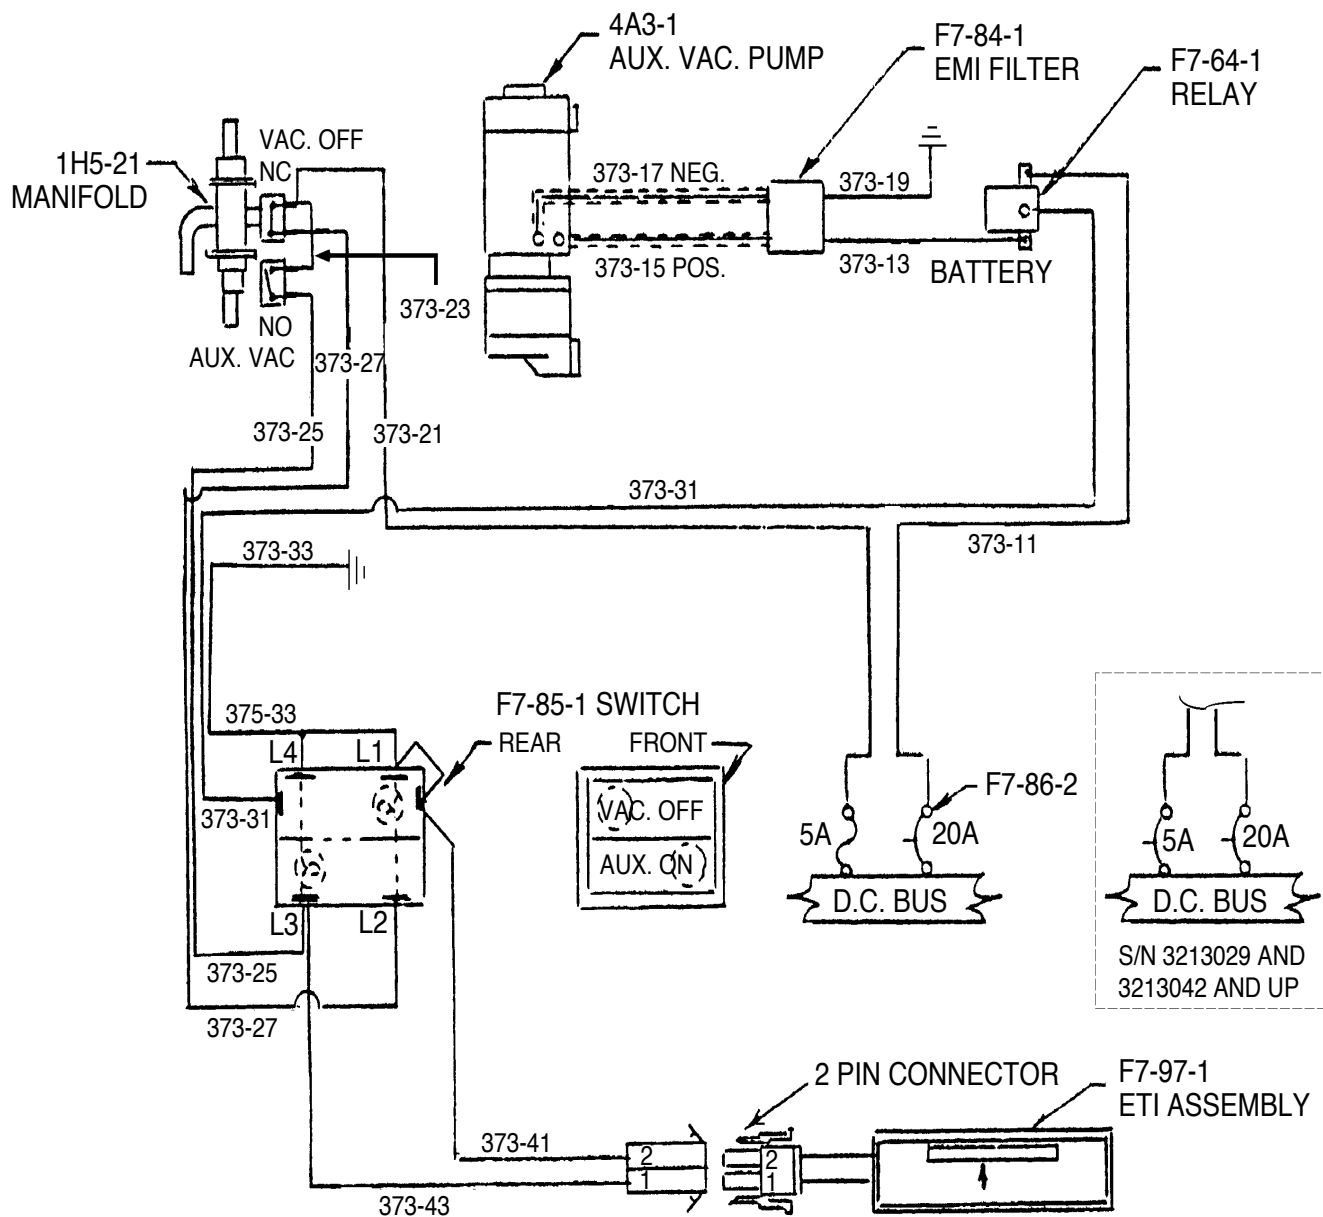 4A3-1
AUX. VAC. PUMP
F7-84-1
EMI FILTER
F7-64-1
RELAY
VAC. OFF
NC
1H5-21
MANIFOLD
373-17 NEG.
373-19
373-15 POS.
373-13
BATTERY
373-23
NO
AUX. VAC
373-27
373-25
373-21
373-31
373-11
373-33
375-33
F7-85-1 SWITCH
REAR
FRONT
L4
L1
373-31
VAC. OFF
AUX. ON
L3
L2
373-25
373-27
F7-86-2
5A
20A
D.C. BUS
5A
20A
D.C. BUS
S/N 3213029 AND
3213042 AND UP
2 PIN CONNECTOR
F7-97-1
ETI ASSEMBLY
373-41
2
1
2
1
373-43